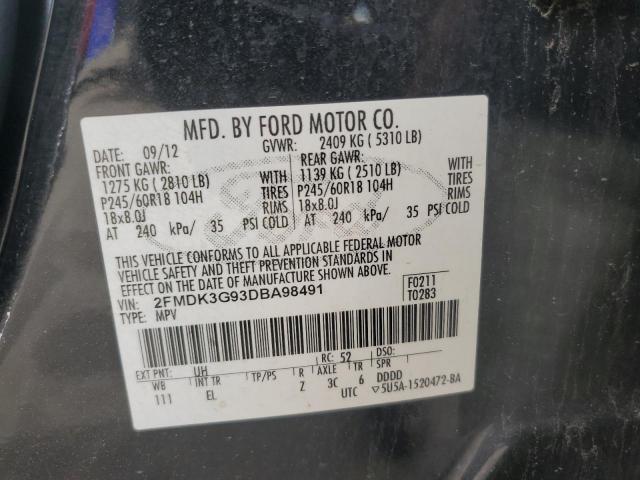 MFD. BY FORD MOTOR CO.
DATE: 09/12 GVWR: 2409 KG ( 5310 LB)
FRONT GAWR: REAR GAWR:
1275 KG ( 2810 LB) WITH 1139 KG ( 2510 LB) WITH
P245/60R18 104H TIRES P245/60R18 104H TIRES
18x8.0J RIMS 18x8.0J RIMS
AT 240 kPa/ 35 PSI COLD AT 240 kPa/ 35 PSI COLD
THIS VEHICLE CONFORMS TO ALL APPLICABLE FEDERAL MOTOR
VEHICLE SAFETY AND THEFT PREVENTION STANDARDS IN
EFFECT ON THE DATE OF MANUFACTURE SHOWN ABOVE.
VIN: 2FMDK3G93DBA98491 F0211
TYPE: MPV T0283
EXT PNT: UH RC: 52 DSO:
WB INT TR TP/PS R AXLE TR SPR
111 EL Z 3C 6 DDDD
UTC ▽5U5A-1520472-BA